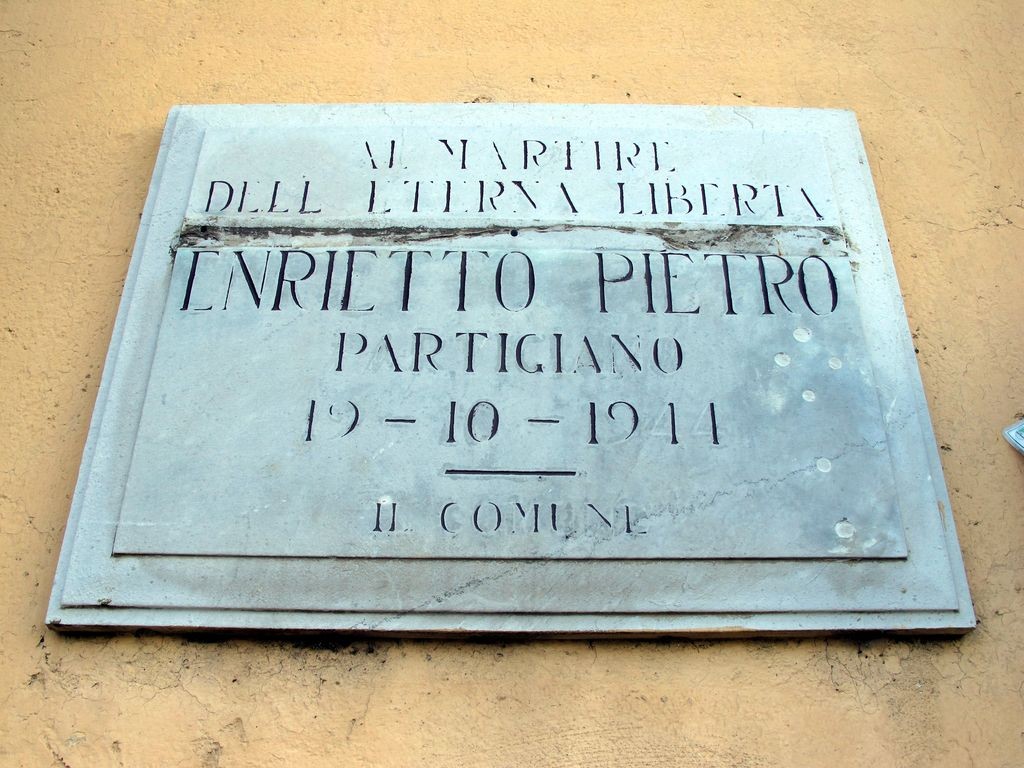 AL MARTIRE
DELL ETERNA LIBERTA
ENRIETTO PIETRO
PARTIGIANO
19-10-1944
IL COMUNE